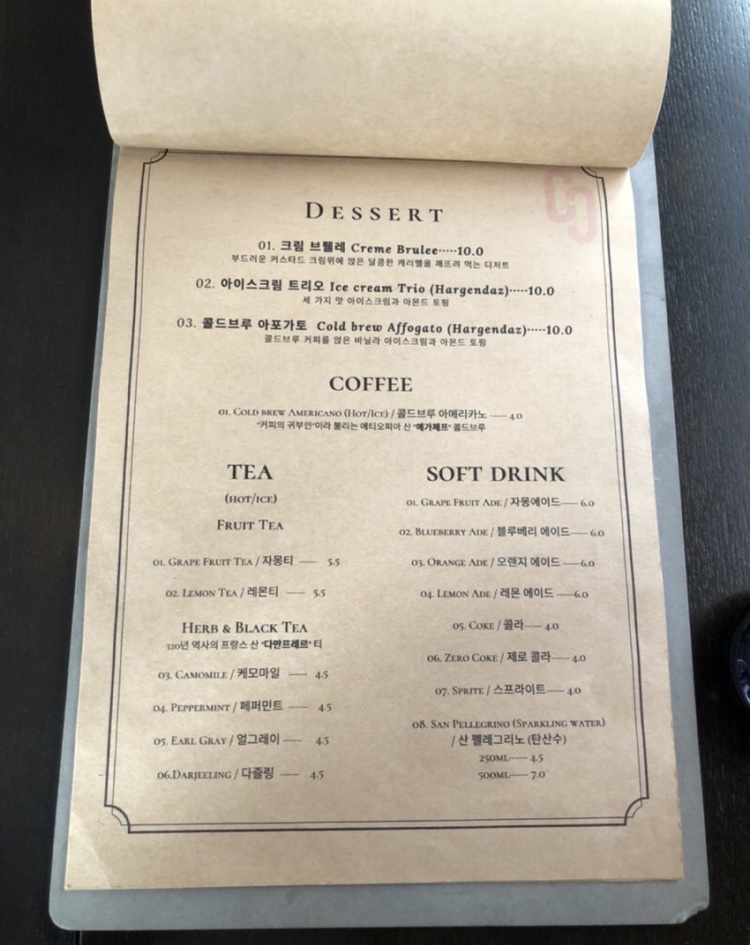 DESSERT
01. 크림 브륄레 Creme Brulee·····10.0
부드러운 커스타드 크림위에 얹은 달콤한 캐러멜을 깨뜨려 먹는 디저트
02. 아이스크림 트리오 Ice cream Trio (Hargendaz)·····10.0
세 가지 맛 아이스크림과 아몬드 토핑
03. 콜드브루 아포가토 Cold brew Affogato (Hargendaz)·····10.0
콜드브루 커피를 얹은 바닐라 아이스크림과 아몬드 토핑
COFFEE
01. COLD BREW AMERICANO (HOT/ICE) / 콜드브루 아메리카노 —— 4.0
"커피의 귀부인"이라 불리는 에티오피아 산 "예가체프" 콜드브루
TEA
(HOT/ICE)
FRUIT TEA
01. GRAPE FRUIT TEA / 자몽티 —— 5.5
02. LEMON TEA / 레몬티 —— 5.5
HERB & BLACK TEA
320년 역사의 프랑스 산 "다만프레르" 티
03. CAMOMILE / 케모마일 —— 4.5
04. PEPPERMINT / 페퍼민트 —— 4.5
05. EARL GRAY / 얼그레이 —— 4.5
06.DARJEELING / 다즐링 —— 4.5
SOFT DRINK
01. GRAPE FRUIT ADE / 자몽에이드—— 6.0
02. BLUEBERRY ADE / 블루베리 에이드—— 6.0
03. ORANGE ADE / 오렌지 에이드——6.0
04. LEMON ADE / 레몬 에이드——6.0
05. COKE / 콜라—— 4.0
06. ZERO COKE / 제로 콜라——4.0
07. SPRITE / 스프라이트—— 4.0
08. SAN PELLEGRINO (SPARKLING WATER)
/ 산 펠레그리노 (탄산수)
250ML—— 4.5
500ML—— 7.0